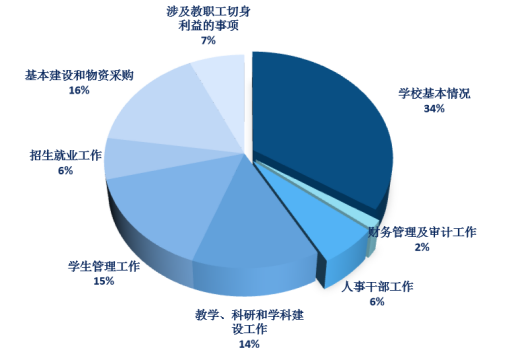 涉及教职工切身
利益的事项
7%
学校基本情况
34%
财务管理及审计工作
2%
人事干部工作
6%
教学、科研和学科建
设工作
14%
学生管理工作
15%
招生就业工作
6%
基本建设和物资采购
16%